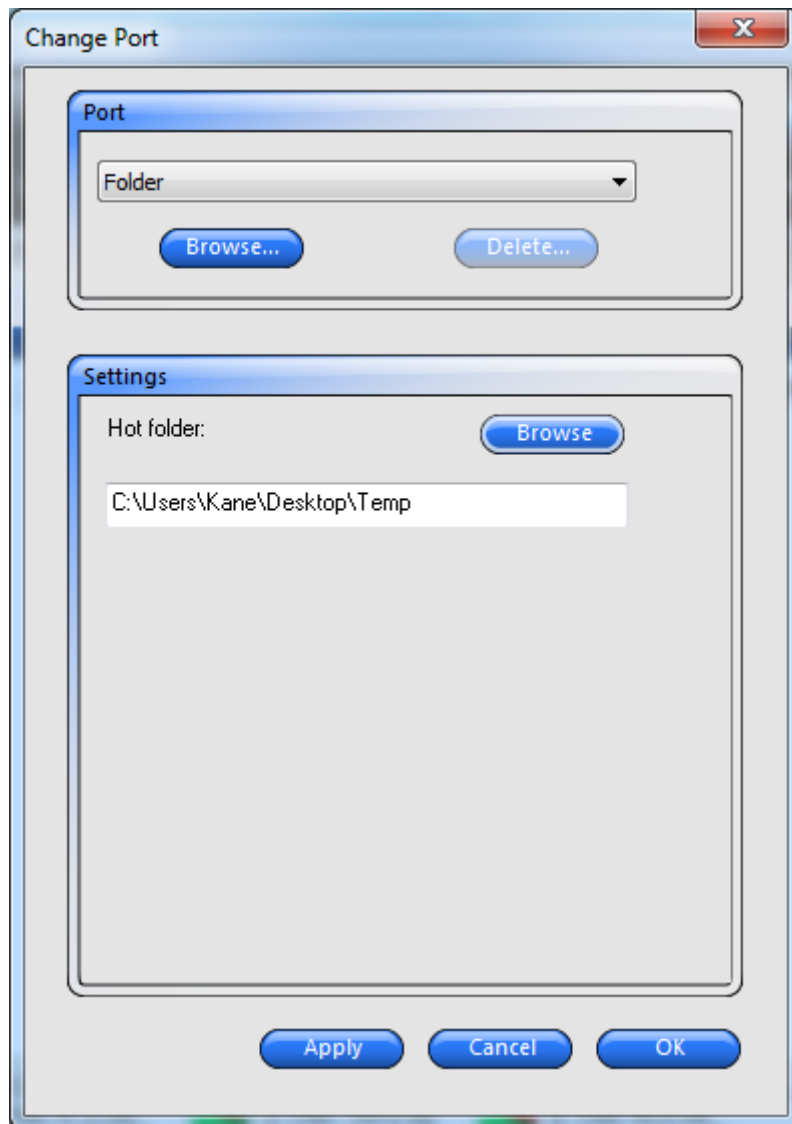 Change Port
Port
Folder
Browse... Delete...
Settings
Hot folder: Browse
C:\Users\Kane\Desktop\Temp
Apply Cancel OK